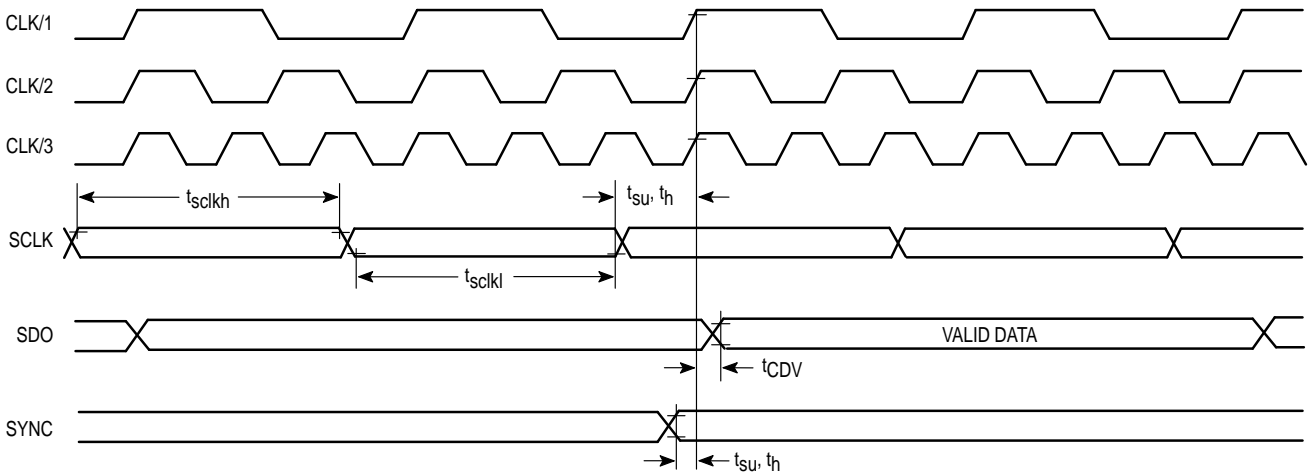 CLK/1
CLK/2
CLK/3
tsclkh
tsu, th
SCLK
tsclkl
SDO
VALID DATA
tCDV
SYNC
tsu, th